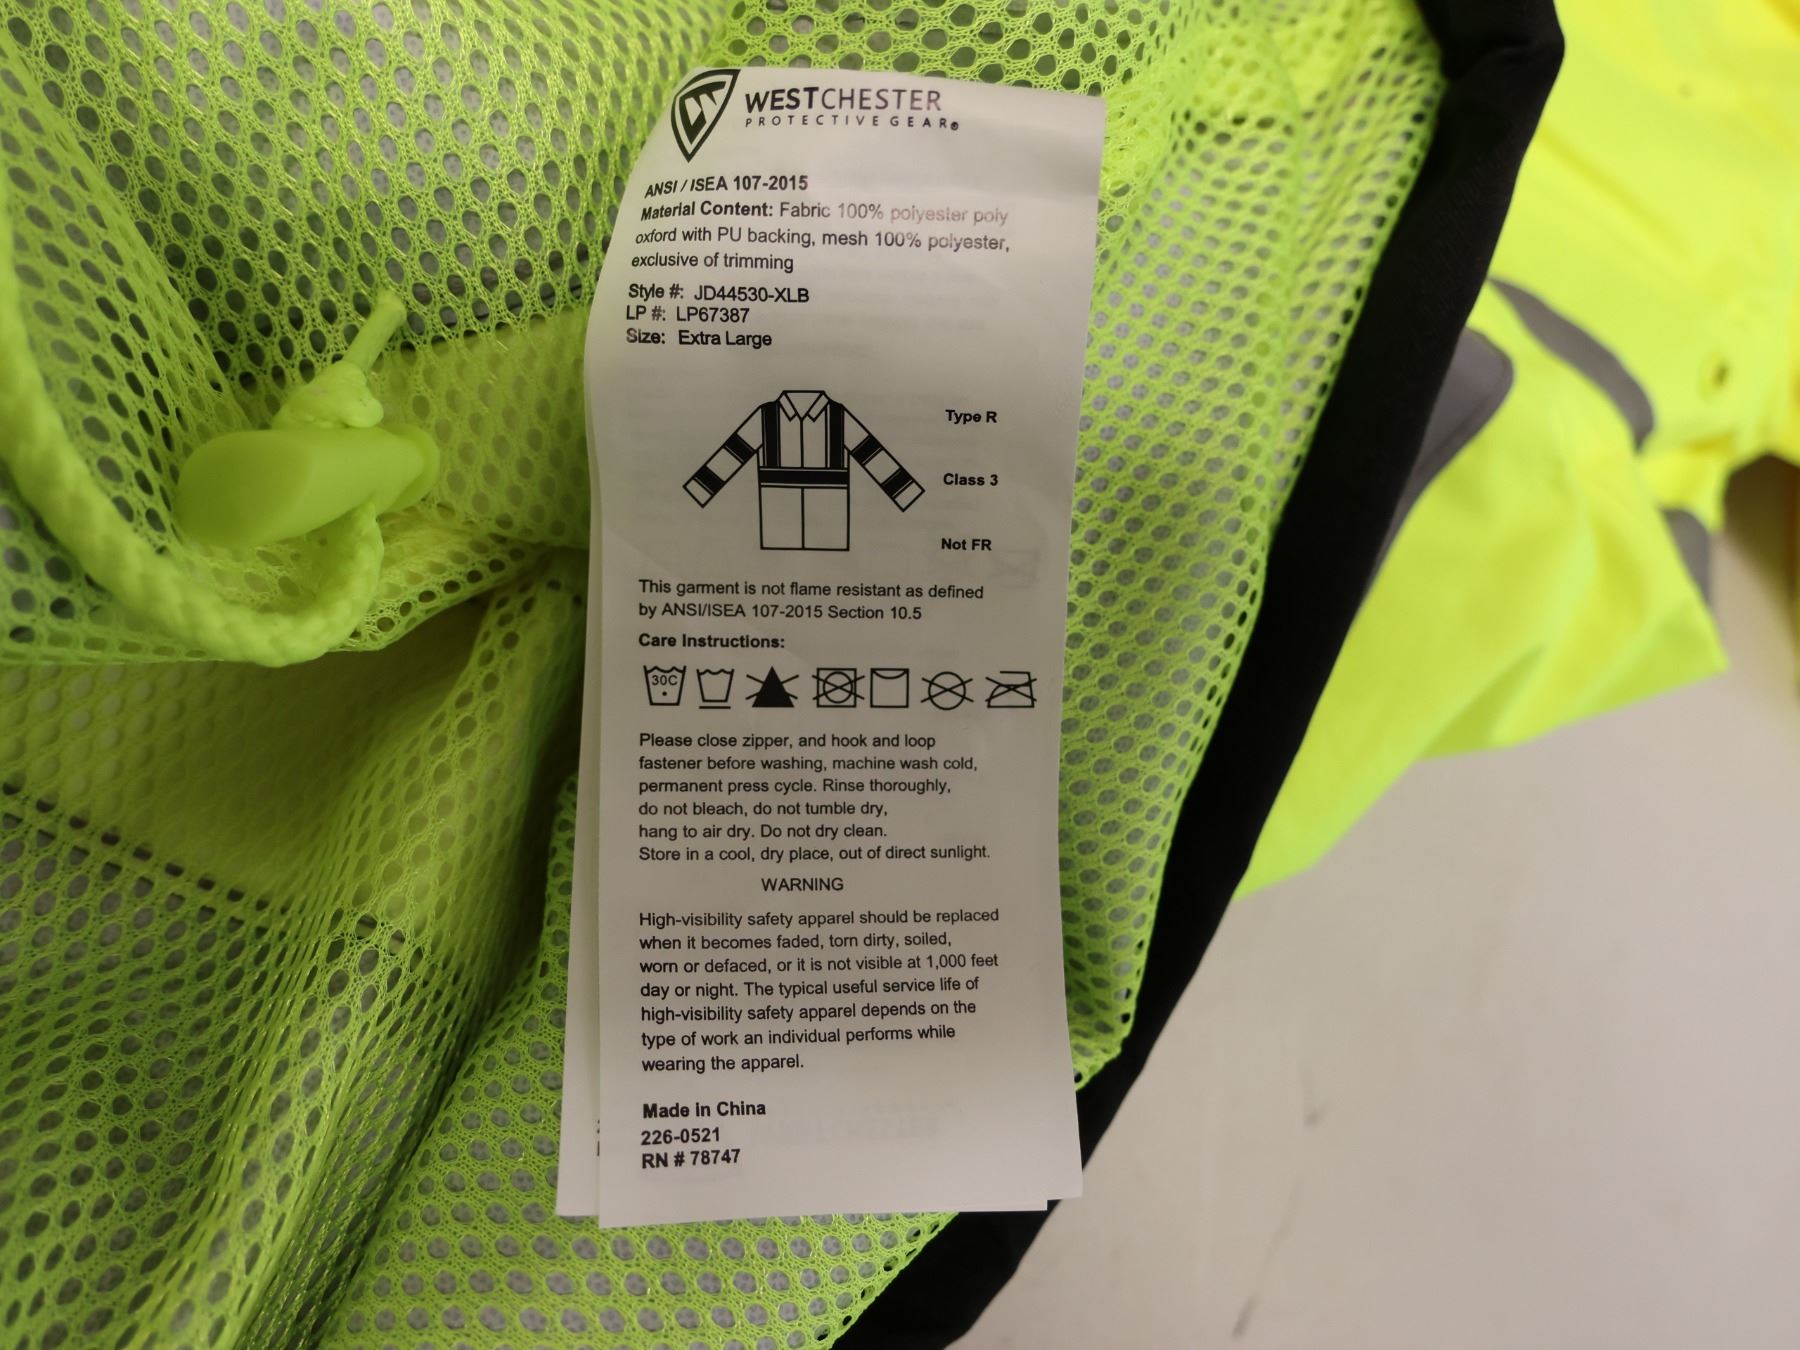 WESTCHESTER
PROTECTIVE GEAR®
ANSI / ISEA 107-2015
Material Content: Fabric 100% polyester poly
oxford with PU backing, mesh 100% polyester,
exclusive of trimming
Style #: JD44530-XLB
LP #: LP67387
Size: Extra Large
Type R
Class 3
Not FR
This garment is not flame resistant as defined
by ANSI/ISEA 107-2015 Section 10.5
Care Instructions:
30C
Please close zipper, and hook and loop
fastener before washing, machine wash cold,
permanent press cycle. Rinse thoroughly,
do not bleach, do not tumble dry,
hang to air dry. Do not dry clean.
Store in a cool, dry place, out of direct sunlight.
WARNING
High-visibility safety apparel should be replaced
when it becomes faded, torn dirty, soiled,
worn or defaced, or it is not visible at 1,000 feet
day or night. The typical useful service life of
high-visibility safety apparel depends on the
type of work an individual performs while
wearing the apparel.
Made in China
226-0521
RN # 78747